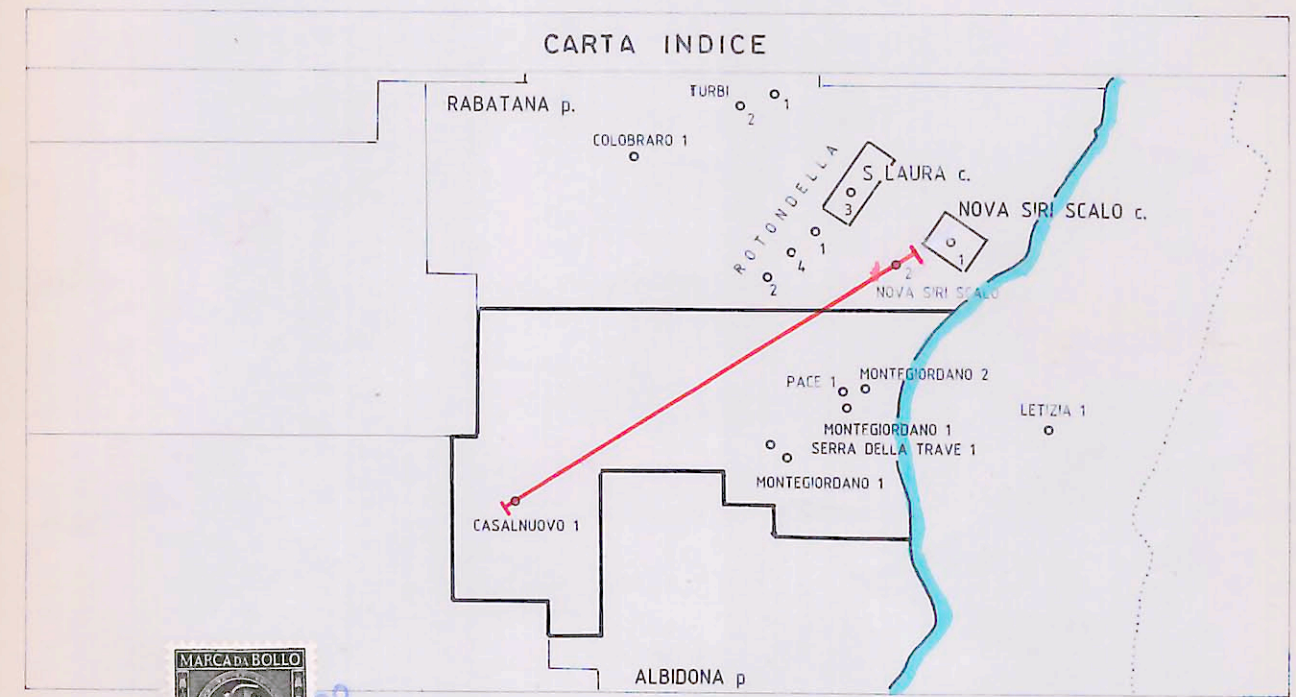 CARTA INDICE
RABATANA p.
TURBI
1
2
COLOBRARO 1
ROTONDELLA
S. LAURA c.
3
NOVA SIRI SCALO c.
1
1
4
2
2
NOVA SIRI SCALO
PACE 1
MONTEGIORDANO 2
LETIZIA 1
MONTEGIORDANO 1
SERRA DELLA TRAVE 1
MONTEGIORDANO 1
CASALNUOVO 1
ALBIDONA p
MARCA DA BOLLO